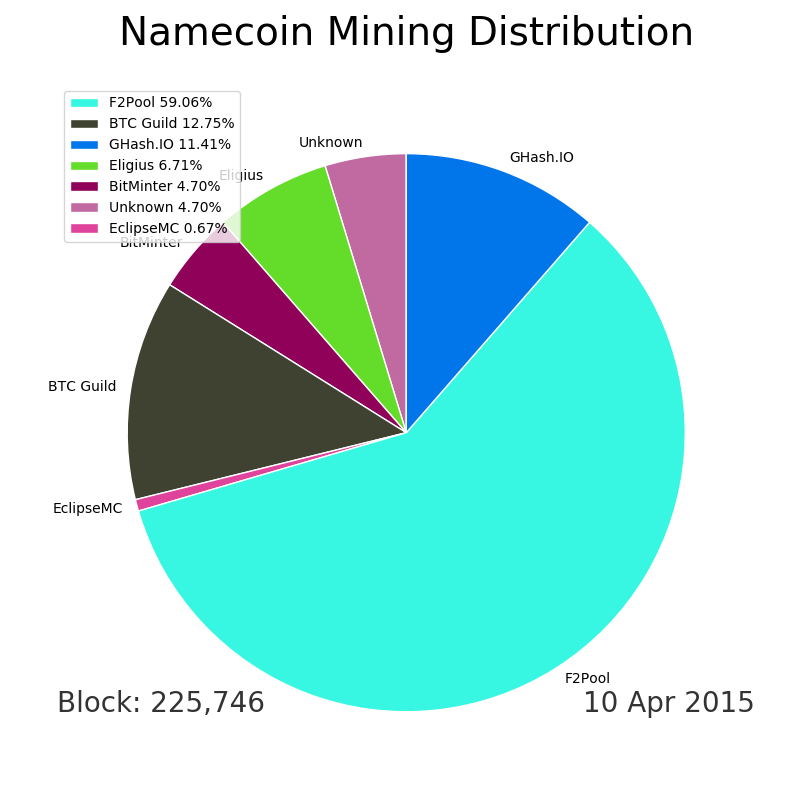 Namecoin Mining Distribution
F2Pool 59.06%
BTC Guild 12.75%
GHash.IO 11.41%
Eligius 6.71%
BitMinter 4.70%
Unknown 4.70%
EclipseMC 0.67%
Unknown
GHash.IO
Eligius
BitMinter
BTC Guild
EclipseMC
F2Pool
Block: 225,746
10 Apr 2015